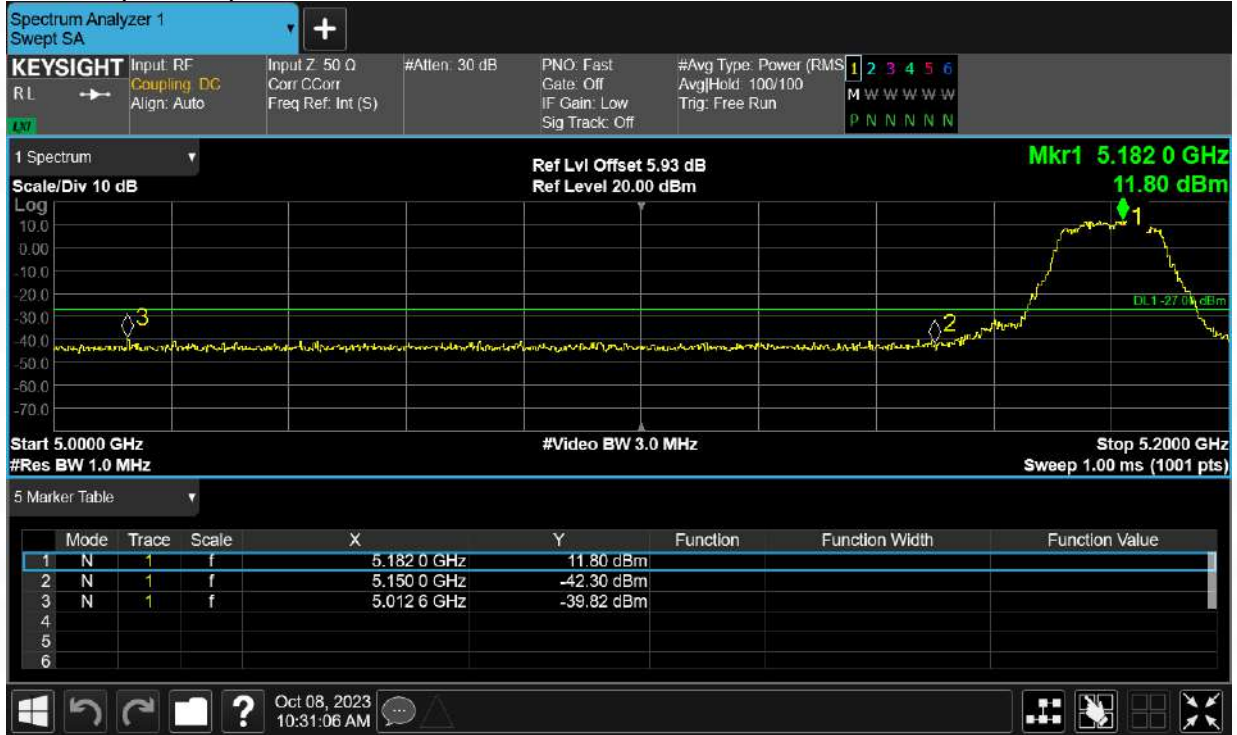 Spectrum Analyzer 1
Swept SA
KEYSIGHT
RL
LXI
Input: RF
Coupling: DC
Align: Auto
Input Z: 50 Ω
Corr CCorr
Freq Ref: Int (S)
#Atten: 30 dB
PNO: Fast
Gate: Off
IF Gain: Low
Sig Track: Off
#Avg Type: Power (RMS
Avg|Hold: 100/100
Trig: Free Run
1 2 3 4 5 6
M W W W W W
P N N N N N
1 Spectrum
Scale/Div 10 dB
Ref Lvl Offset 5.93 dB
Ref Level 20.00 dBm
Mkr1 5.182 0 GHz
11.80 dBm
Log
10.0
0.00
-10.0
-20.0
-30.0
-40.0
-50.0
-60.0
-70.0
1
2
3
DL1 -27.00 dBm
Start 5.0000 GHz
#Video BW 3.0 MHz
Stop 5.2000 GHz
#Res BW 1.0 MHz
Sweep 1.00 ms (1001 pts)
5 Marker Table
Mode Trace Scale X Y Function Function Width Function Value
1 N 1 f 5.182 0 GHz 11.80 dBm
2 N 1 f 5.150 0 GHz -42.30 dBm
3 N 1 f 5.012 6 GHz -39.82 dBm
4
5
6
?
Oct 08, 2023
10:31:06 AM